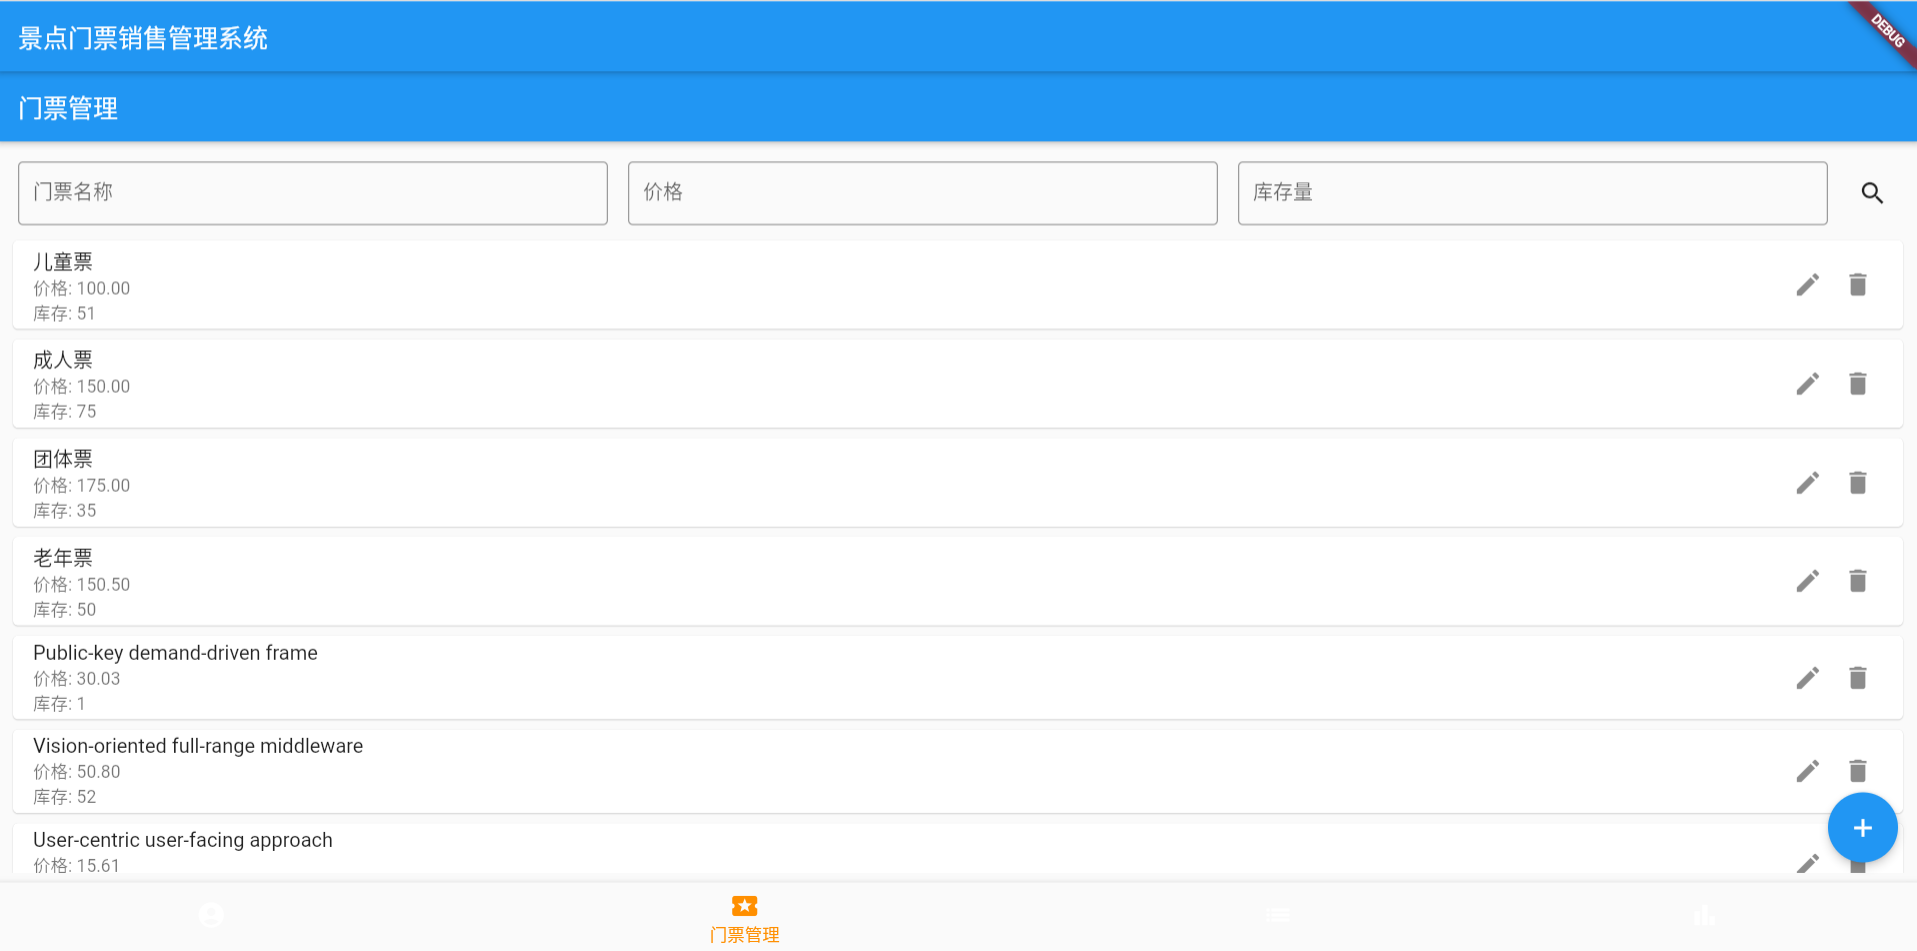 景点门票销售管理系统
DEBUG
门票管理
门票名称
价格
库存量
儿童票
价格: 100.00
库存: 51
成人票
价格: 150.00
库存: 75
团体票
价格: 175.00
库存: 35
老年票
价格: 150.50
库存: 50
Public-key demand-driven frame
价格: 30.03
库存: 1
Vision-oriented full-range middleware
价格: 50.80
库存: 52
User-centric user-facing approach
价格: 15.61
门票管理